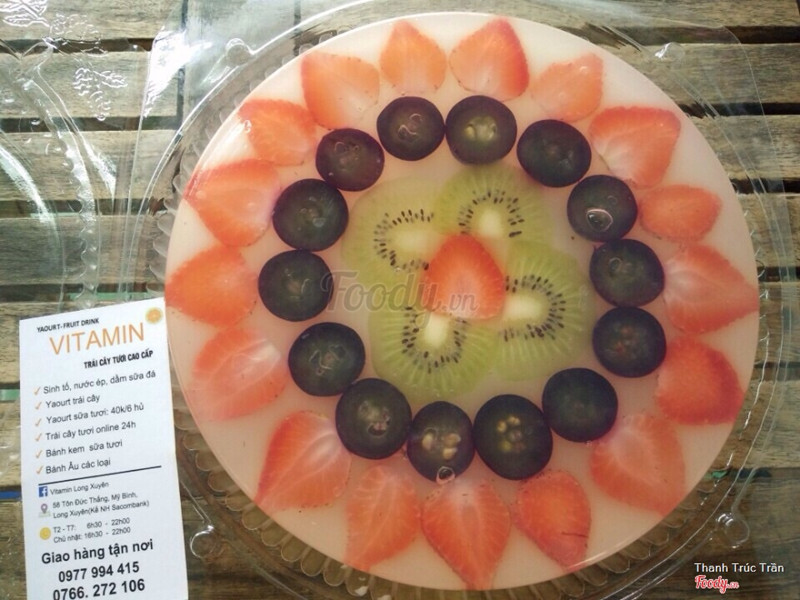 YAOURT- FRUIT DRINK
VITAMIN
TRÁI CÂY TƯƠI CAO CẤP
✓ Sinh tố, nước ép, dầm sữa đá
✓ Yaourt trái cây
✓ Yaourt sữa tươi: 40k/6 hủ
✓ Trái cây tươi online 24h
✓ Bánh kem sữa tươi
✓ Bánh Âu các loại
Vitamin Long Xuyên
58 Tôn Đức Thắng, Mỹ Bình,
Long Xuyên(Kế NH Sacombank)
T2 - T7: 6h30 - 22h00
Chủ nhật: 16h30 - 22h00
Giao hàng tận nơi
0977 994 415
0766. 272 106
Foody.vn
Thanh Trúc Trần
Foody.vn